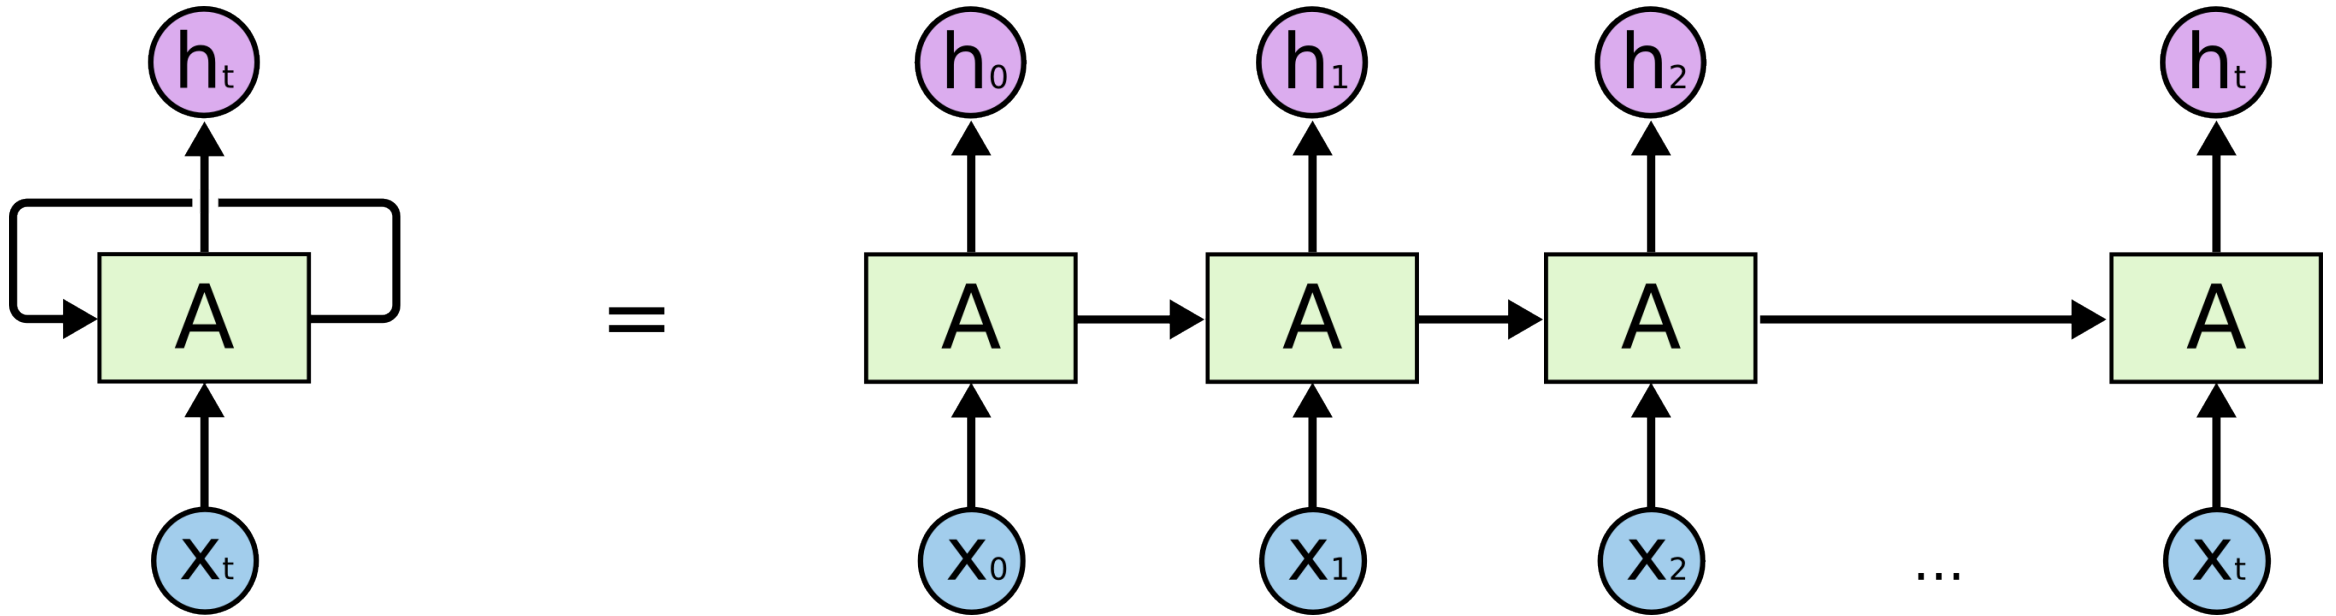 hₜ h₀ h₁ h₂ hₜ
A = A A A A
xₜ x₀ x₁ x₂ ... xₜ